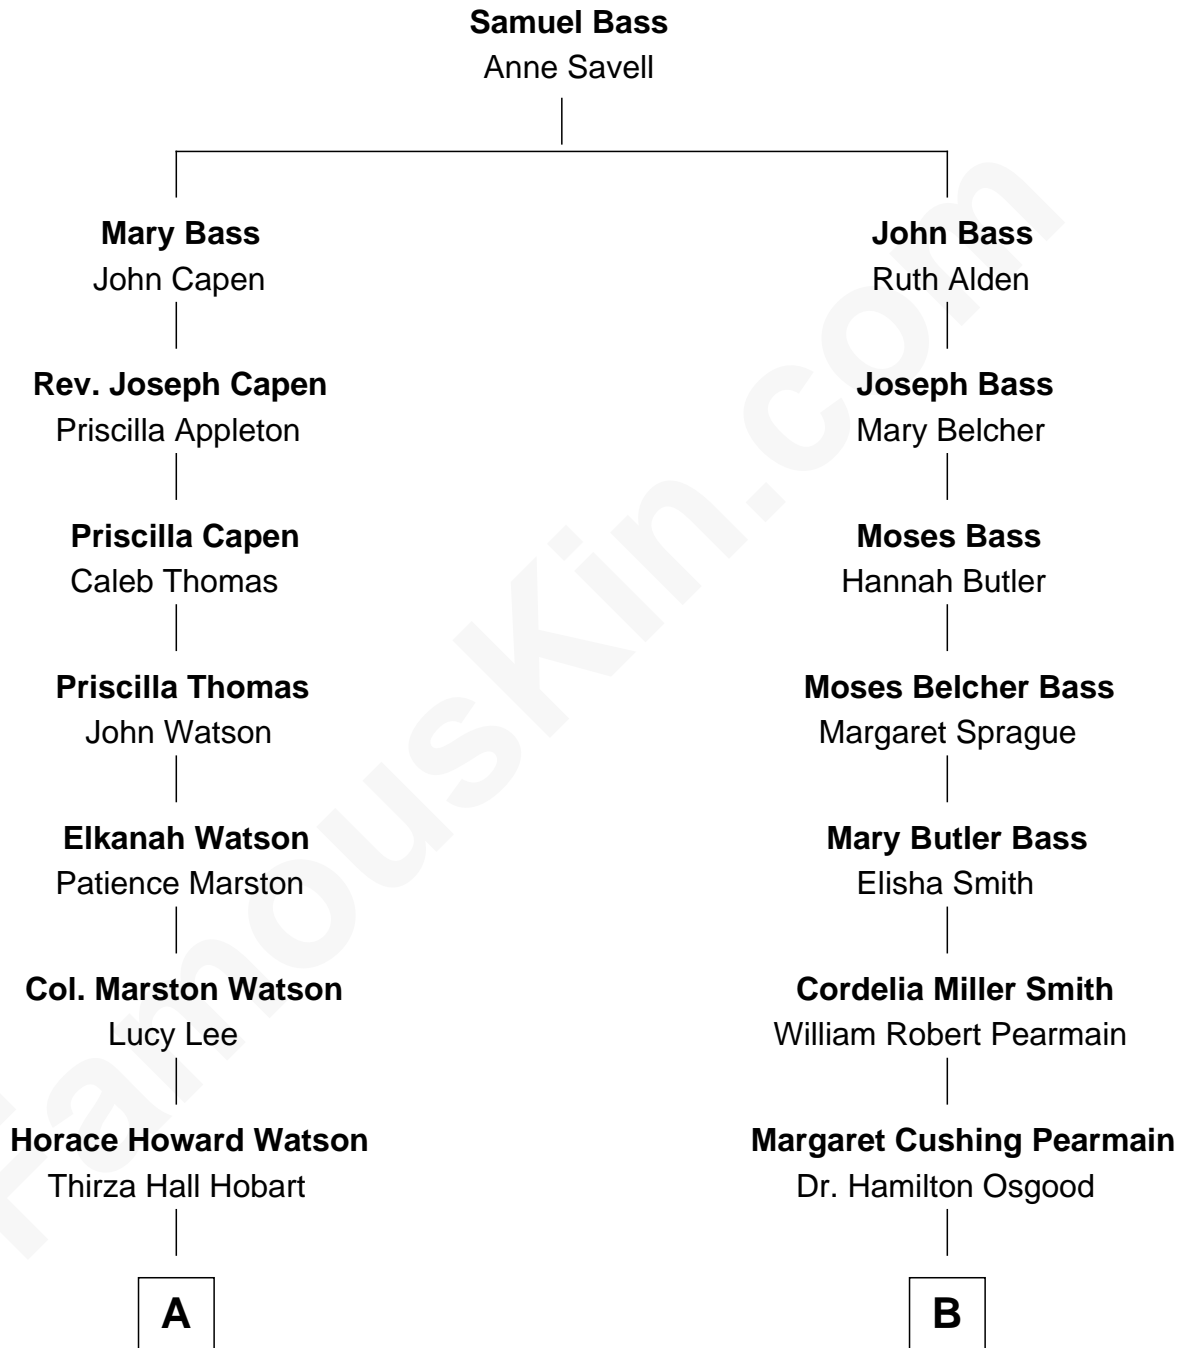 Samuel Bass
Anne Savell
Mary Bass
John Capen
John Bass
Ruth Alden
Rev. Joseph Capen
Priscilla Appleton
Joseph Bass
Mary Belcher
Priscilla Capen
Caleb Thomas
Moses Bass
Hannah Butler
Priscilla Thomas
John Watson
Moses Belcher Bass
Margaret Sprague
Elkanah Watson
Patience Marston
Mary Butler Bass
Elisha Smith
Col. Marston Watson
Lucy Lee
Cordelia Miller Smith
William Robert Pearmain
Horace Howard Watson
Thirza Hall Hobart
Margaret Cushing Pearmain
Dr. Hamilton Osgood
A
B
FamousKin.com